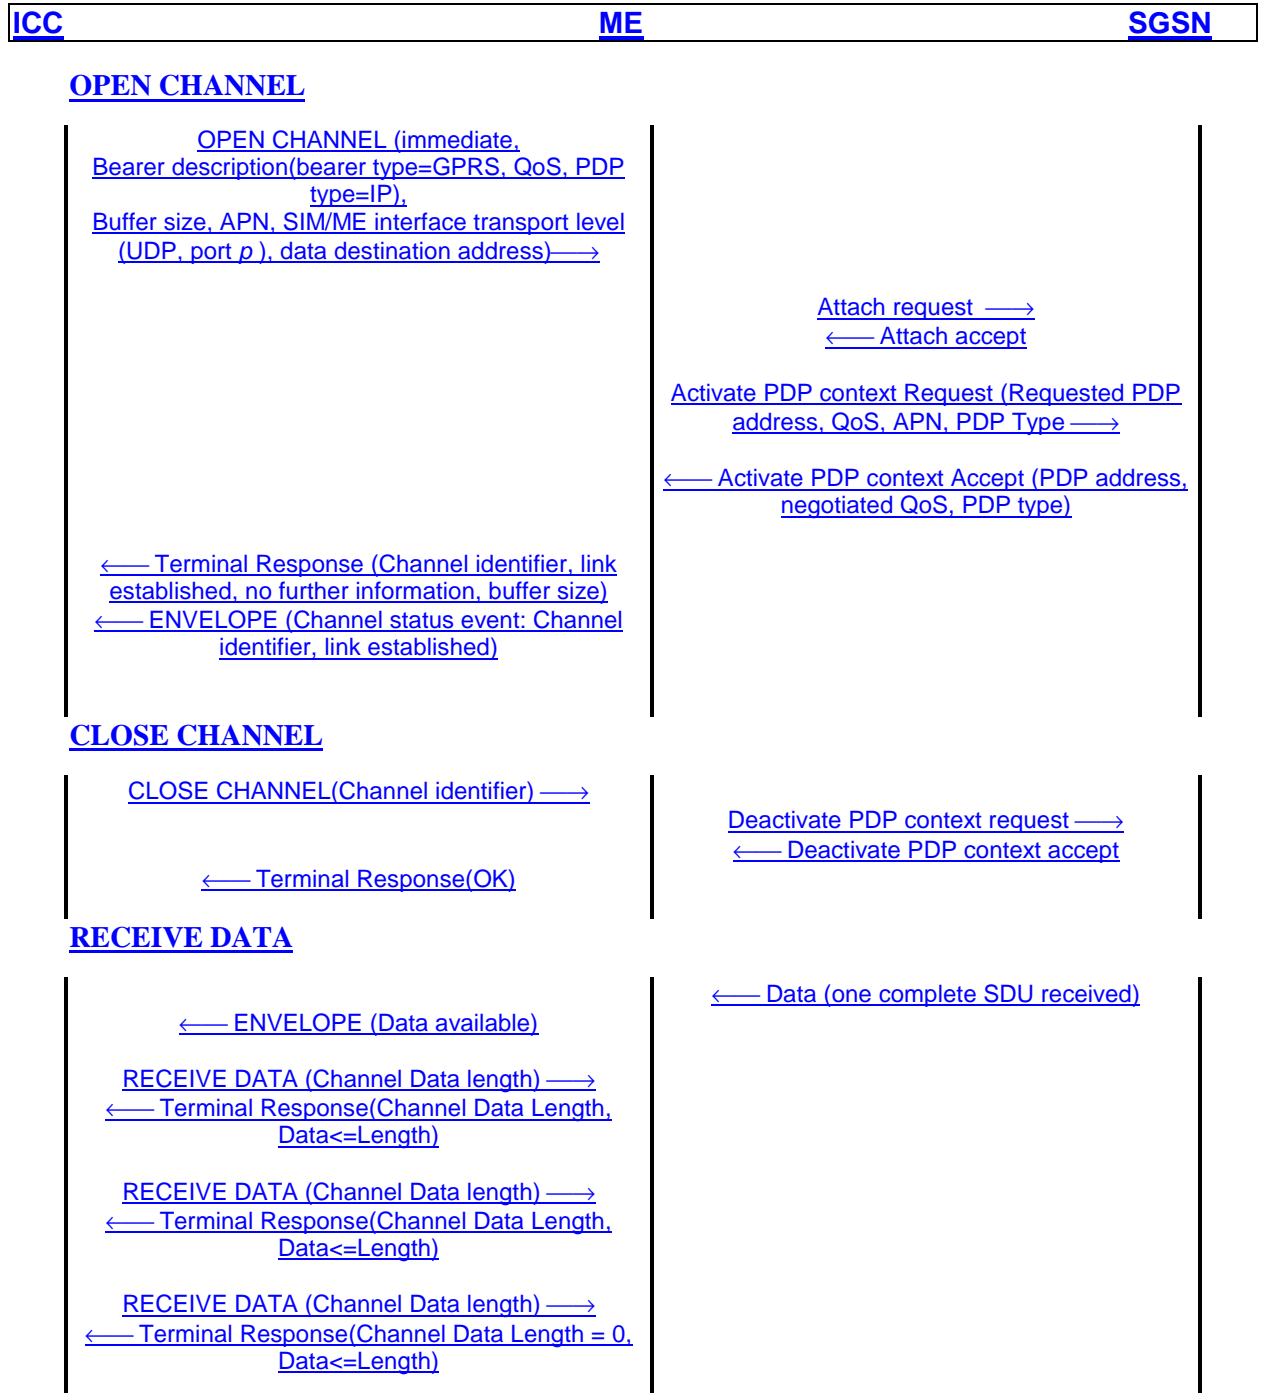 ICC ME SGSN
OPEN CHANNEL
OPEN CHANNEL (immediate,
Bearer description(bearer type=GPRS, QoS, PDP
type=IP),
Buffer size, APN, SIM/ME interface transport level
(UDP, port p ), data destination address)⟶
Attach request ⟶
⟵ Attach accept
Activate PDP context Request (Requested PDP
address, QoS, APN, PDP Type ⟶
⟵ Activate PDP context Accept (PDP address,
negotiated QoS, PDP type)
⟵ Terminal Response (Channel identifier, link
established, no further information, buffer size)
⟵ ENVELOPE (Channel status event: Channel
identifier, link established)
CLOSE CHANNEL
CLOSE CHANNEL(Channel identifier) ⟶
Deactivate PDP context request ⟶
⟵ Deactivate PDP context accept
⟵ Terminal Response(OK)
RECEIVE DATA
⟵ Data (one complete SDU received)
⟵ ENVELOPE (Data available)
RECEIVE DATA (Channel Data length) ⟶
⟵ Terminal Response(Channel Data Length,
Data<=Length)
RECEIVE DATA (Channel Data length) ⟶
⟵ Terminal Response(Channel Data Length,
Data<=Length)
RECEIVE DATA (Channel Data length) ⟶
⟵ Terminal Response(Channel Data Length = 0,
Data<=Length)